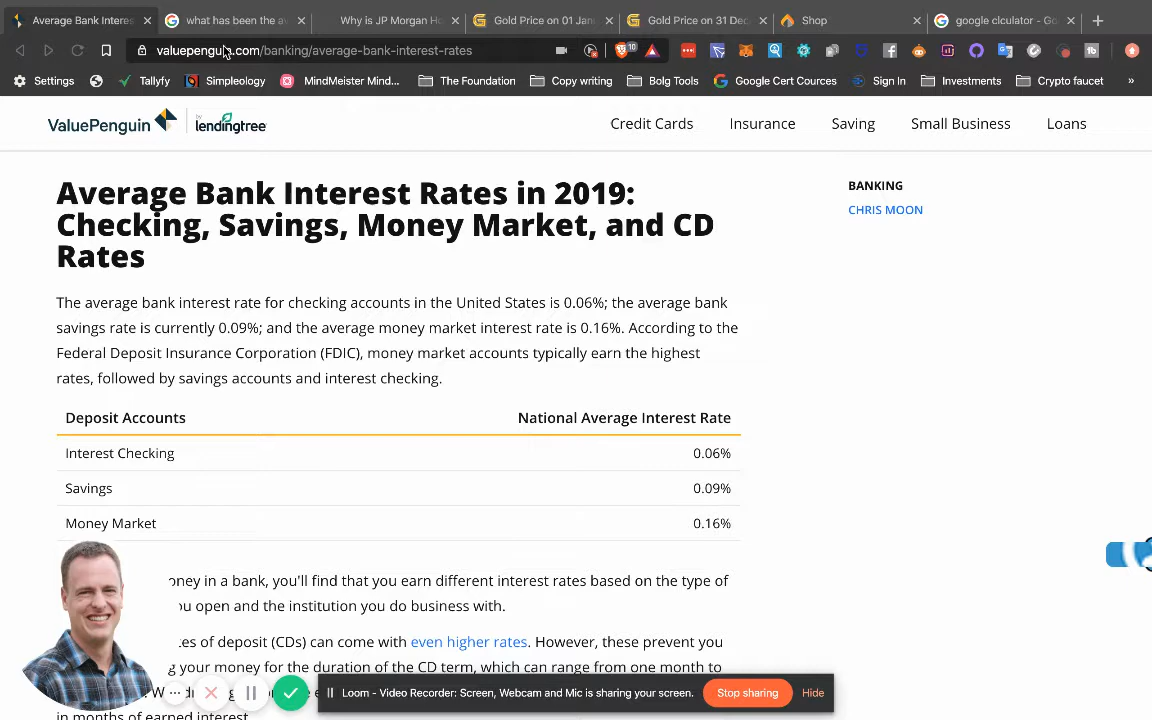 Average Bank Interes
what has been the av
Why is JP Morgan Ho
Gold Price on 01 Jan
Gold Price on 31 Dec
Shop
google clculator - Go
valuepenguin.com/banking/average-bank-interest-rates
10
Settings
Tallyfy
Simpleology
MindMeister Mind...
The Foundation
Copy writing
Bolg Tools
Google Cert Cources
Sign In
Investments
Crypto faucet
»
ValuePenguin
by
lendingtree
Credit Cards
Insurance
Saving
Small Business
Loans
Average Bank Interest Rates in 2019:
Checking, Savings, Money Market, and CD
Rates
BANKING
CHRIS MOON
The average bank interest rate for checking accounts in the United States is 0.06%; the average bank
savings rate is currently 0.09%; and the average money market interest rate is 0.16%. According to the
Federal Deposit Insurance Corporation (FDIC), money market accounts typically earn the highest
rates, followed by savings accounts and interest checking.
Deposit Accounts National Average Interest Rate
Interest Checking 0.06%
Savings 0.09%
Money Market 0.16%
oney in a bank, you'll find that you earn different interest rates based on the type of
ou open and the institution you do business with.
tes of deposit (CDs) can come with even higher rates. However, these prevent you
g your money for the duration of the CD term, which can range from one month to
Loom - Video Recorder: Screen, Webcam and Mic is sharing your screen.
Stop sharing
Hide
in months of earned interest.